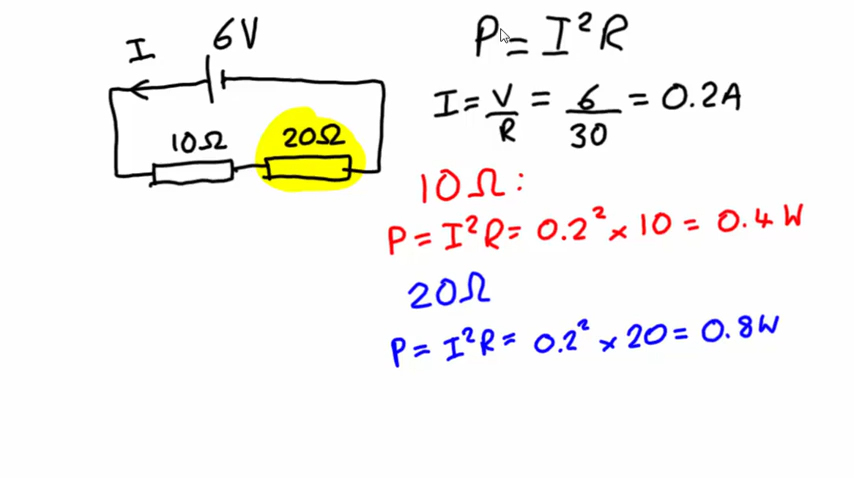 I
6V
10Ω
20Ω
P = I²R
I = V/R = 6/30 = 0.2A
10Ω:
P = I²R = 0.2² × 10 = 0.4 W
20Ω
P = I²R = 0.2² × 20 = 0.8W